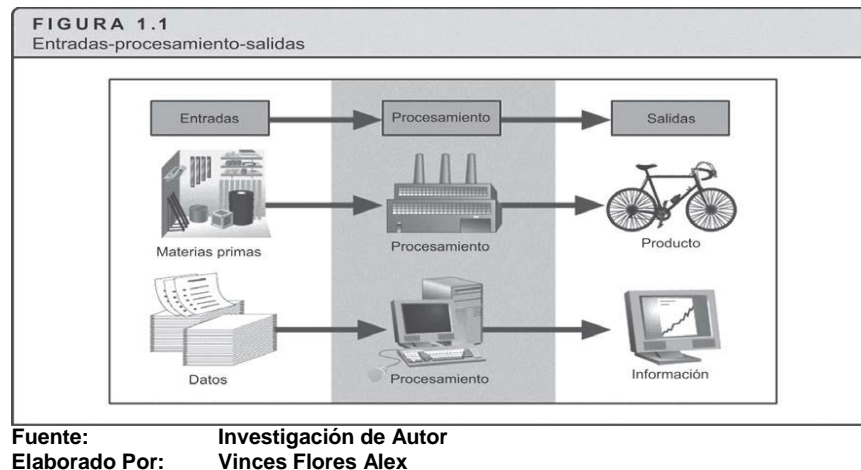 FIGURA 1.1
Entradas-procesamiento-salidas
Entradas
Procesamiento
Salidas
Materias primas
Procesamiento
Producto
Datos
Procesamiento
Información
Fuente: Investigación de Autor
Elaborado Por: Vinces Flores Alex